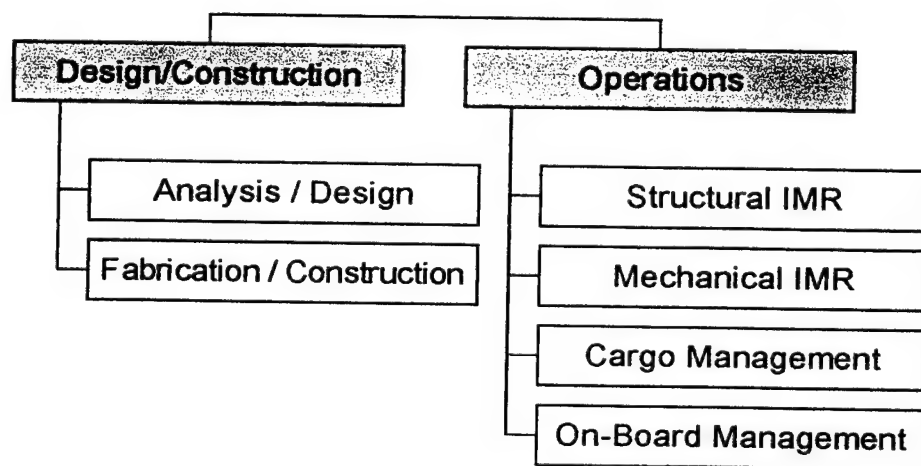 Design/Construction
Analysis / Design
Fabrication / Construction
Operations
Structural IMR
Mechanical IMR
Cargo Management
On-Board Management